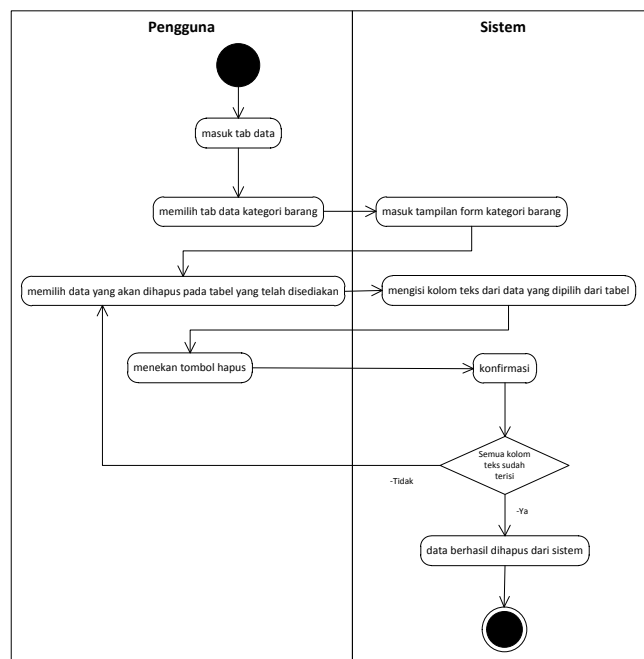 Pengguna
Sistem
masuk tab data
memilih tab data kategori barang
masuk tampilan form kategori barang
memilih data yang akan dihapus pada tabel yang telah disediakan
mengisi kolom teks dari data yang dipilih dari tabel
menekan tombol hapus
konfirmasi
Semua kolom
teks sudah
terisi
-Tidak
-Ya
data berhasil dihapus dari sistem